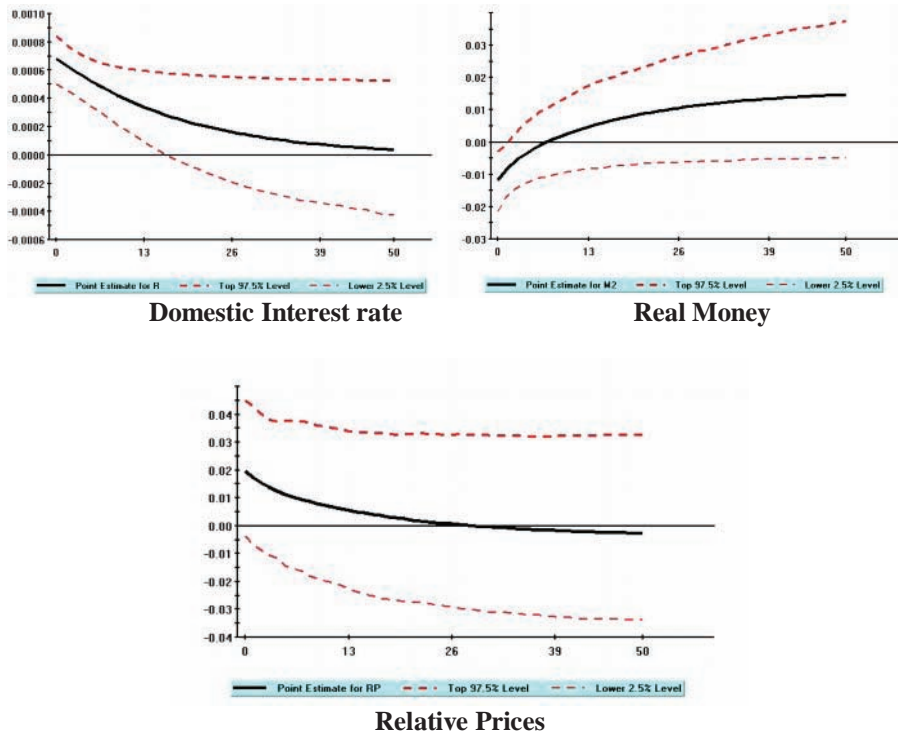 0.0010
0.0008
0.0006
0.0004
0.0002
0.0000
-0.0002
-0.0004
-0.0006
0 13 26 39 50
Point Estimate for R Top 97.5% Level Lower 2.5% Level
Domestic Interest rate
0.03
0.02
0.01
0.00
-0.01
-0.02
-0.03
0 13 26 39 50
Point Estimate for M2 Top 97.5% Level Lower 2.5% Level
Real Money
0.04
0.03
0.02
0.01
0.00
-0.01
-0.02
-0.03
-0.04
0 13 26 39 50
Point Estimate for RP Top 97.5% Level Lower 2.5% Level
Relative Prices